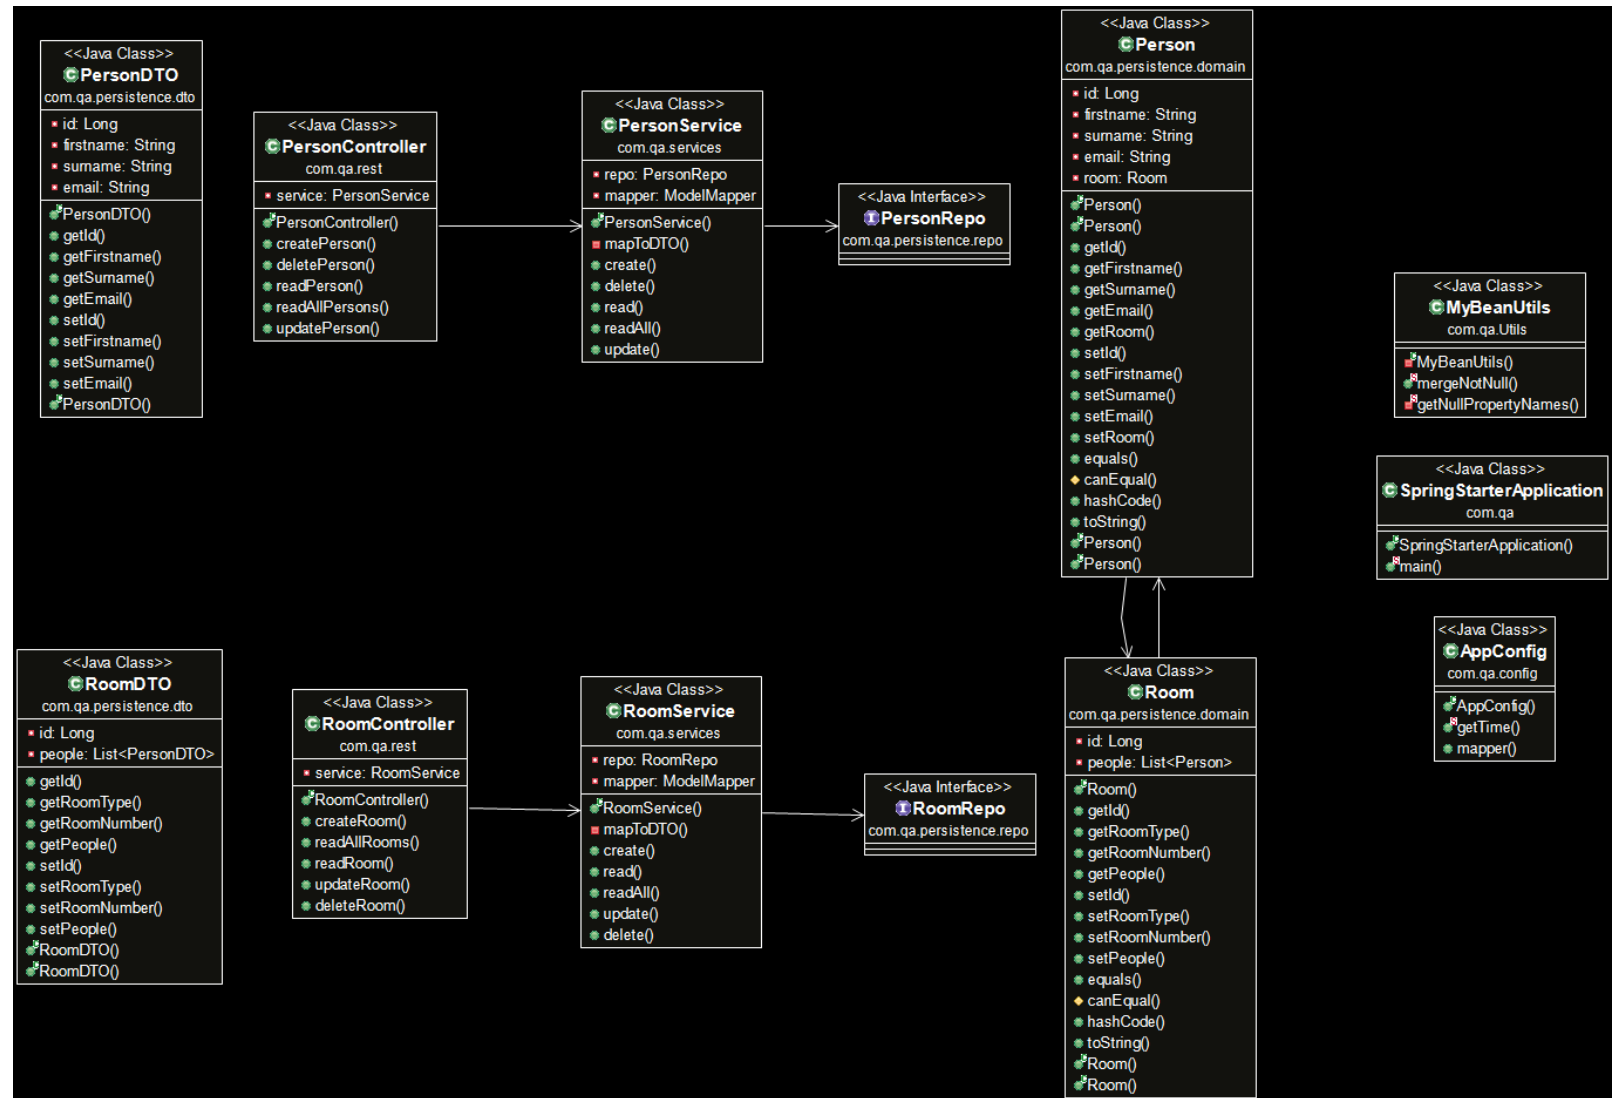 <<Java Class>>
PersonDTO
com.qa.persistence.dto
id: Long
firstname: String
surname: String
email: String
PersonDTO()
getId()
getFirstname()
getSurname()
getEmail()
setId()
setFirstname()
setSurname()
setEmail()
PersonDTO()
<<Java Class>>
PersonController
com.qa.rest
service: PersonService
PersonController()
createPerson()
deletePerson()
readPerson()
readAllPersons()
updatePerson()
<<Java Class>>
PersonService
com.qa.services
repo: PersonRepo
mapper: ModelMapper
PersonService()
mapToDTO()
create()
delete()
read()
readAll()
update()
<<Java Interface>>
PersonRepo
com.qa.persistence.repo
<<Java Class>>
Person
com.qa.persistence.domain
id: Long
firstname: String
surname: String
email: String
room: Room
Person()
Person()
getId()
getFirstname()
getSurname()
getEmail()
getRoom()
setId()
setFirstname()
setSurname()
setEmail()
setRoom()
equals()
canEqual()
hashCode()
toString()
Person()
Person()
<<Java Class>>
MyBeanUtils
com.qa.Utils
MyBeanUtils()
mergeNotNull()
getNullPropertyNames()
<<Java Class>>
SpringStarterApplication
com.qa
SpringStarterApplication()
main()
<<Java Class>>
AppConfig
com.qa.config
AppConfig()
getTime()
mapper()
<<Java Class>>
RoomDTO
com.qa.persistence.dto
id: Long
people: List<PersonDTO>
getId()
getRoomType()
getRoomNumber()
getPeople()
setId()
setRoomType()
setRoomNumber()
setPeople()
RoomDTO()
RoomDTO()
<<Java Class>>
RoomController
com.qa.rest
service: RoomService
RoomController()
createRoom()
readAllRooms()
readRoom()
updateRoom()
deleteRoom()
<<Java Class>>
RoomService
com.qa.services
repo: RoomRepo
mapper: ModelMapper
RoomService()
mapToDTO()
create()
read()
readAll()
update()
delete()
<<Java Interface>>
RoomRepo
com.qa.persistence.repo
<<Java Class>>
Room
com.qa.persistence.domain
id: Long
people: List<Person>
Room()
getId()
getRoomType()
getRoomNumber()
getPeople()
setId()
setRoomType()
setRoomNumber()
setPeople()
equals()
canEqual()
hashCode()
toString()
Room()
Room()